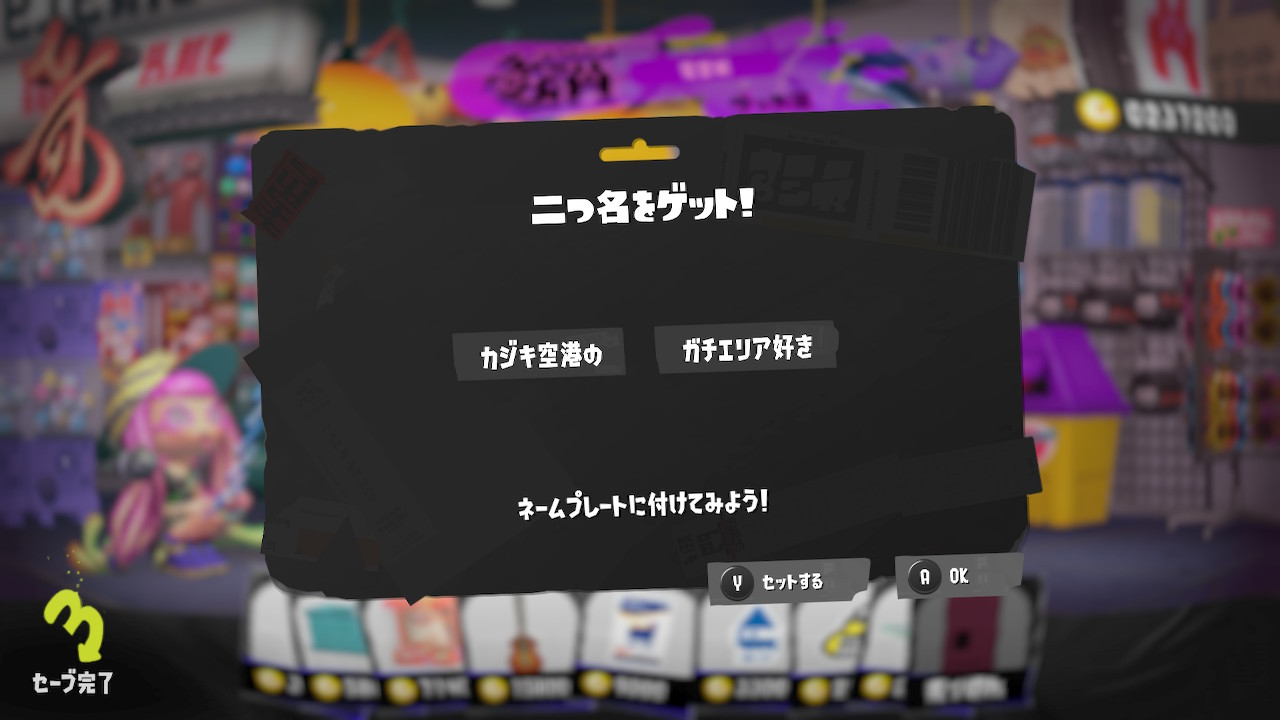 二つ名をゲット!
カジキ空港の ガチエリア好き
ネームプレートに付けてみよう!
Y セットする A OK
3
セーブ完了